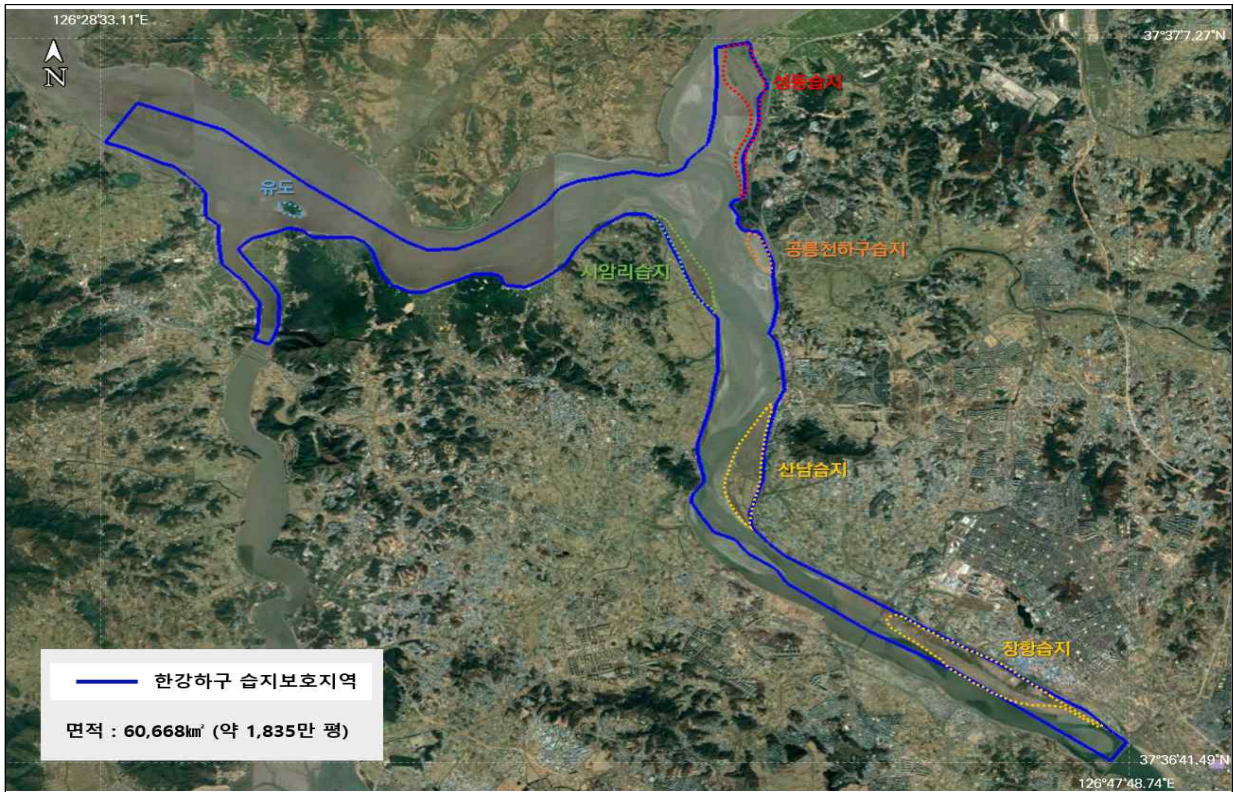 126°28'33.11"E
37°37'7.27"N
N
성동습지
유도
공릉천하구습지
시암리습지
산남습지
장항습지
한강하구 습지보호지역
면적 : 60,668㎢ (약 1,835만 평)
37°36'41.49"N
126°47'48.74"E